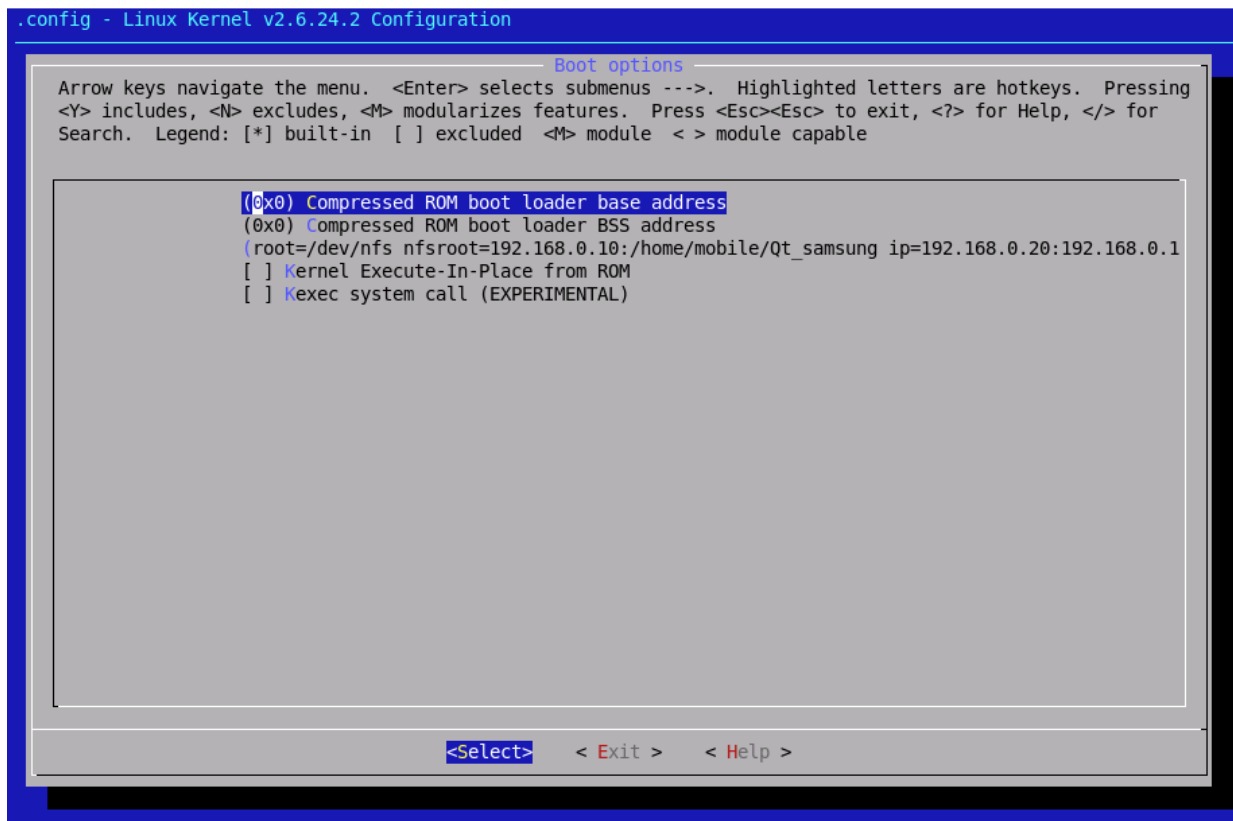 .config - Linux Kernel v2.6.24.2 Configuration
Boot options
Arrow keys navigate the menu.  <Enter> selects submenus --->.  Highlighted letters are hotkeys.  Pressing
<Y> includes, <N> excludes, <M> modularizes features.  Press <Esc><Esc> to exit, <?> for Help, </> for
Search.  Legend: [*] built-in  [ ] excluded  <M> module  < > module capable
(0x0) Compressed ROM boot loader base address
(0x0) Compressed ROM boot loader BSS address
(root=/dev/nfs nfsroot=192.168.0.10:/home/mobile/Qt_samsung ip=192.168.0.20:192.168.0.1
[ ] Kernel Execute-In-Place from ROM
[ ] Kexec system call (EXPERIMENTAL)
<Select>    < Exit >    < Help >